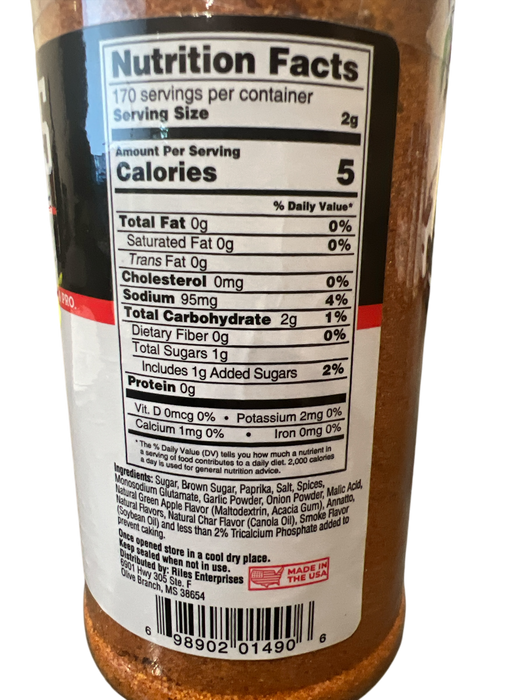 Nutrition Facts
170 servings per container
Serving Size 2g
Amount Per Serving
Calories 5
% Daily Value*
Total Fat 0g 0%
Saturated Fat 0g 0%
Trans Fat 0g
Cholesterol 0mg 0%
Sodium 95mg 4%
Total Carbohydrate 2g 1%
Dietary Fiber 0g 0%
Total Sugars 1g
Includes 1g Added Sugars 2%
Protein 0g
Vit. D 0mcg 0% • Potassium 2mg 0%
Calcium 1mg 0% • Iron 0mg 0%
*The % Daily Value (DV) tells you how much a nutrient in
a serving of food contributes to a daily diet. 2,000 calories
a day is used for general nutrition advice.
Ingredients: Sugar, Brown Sugar, Paprika, Salt, Spices,
Monosodium Glutamate, Garlic Powder, Onion Powder, Malic Acid,
Natural Green Apple Flavor (Maltodextrin, Acacia Gum), Annatto,
Natural Flavors, Natural Char Flavor (Canola Oil), Smoke Flavor
(Soybean Oil) and less than 2% Tricalcium Phosphate added to
prevent caking.
Once opened store in a cool dry place.
Keep sealed when not in use.
Distributed by: Riles Enterprises
6901 Hwy 305 Ste. F
Olive Branch, MS 38654
MADE IN
THE USA
6 98902 01490 6
PRO.